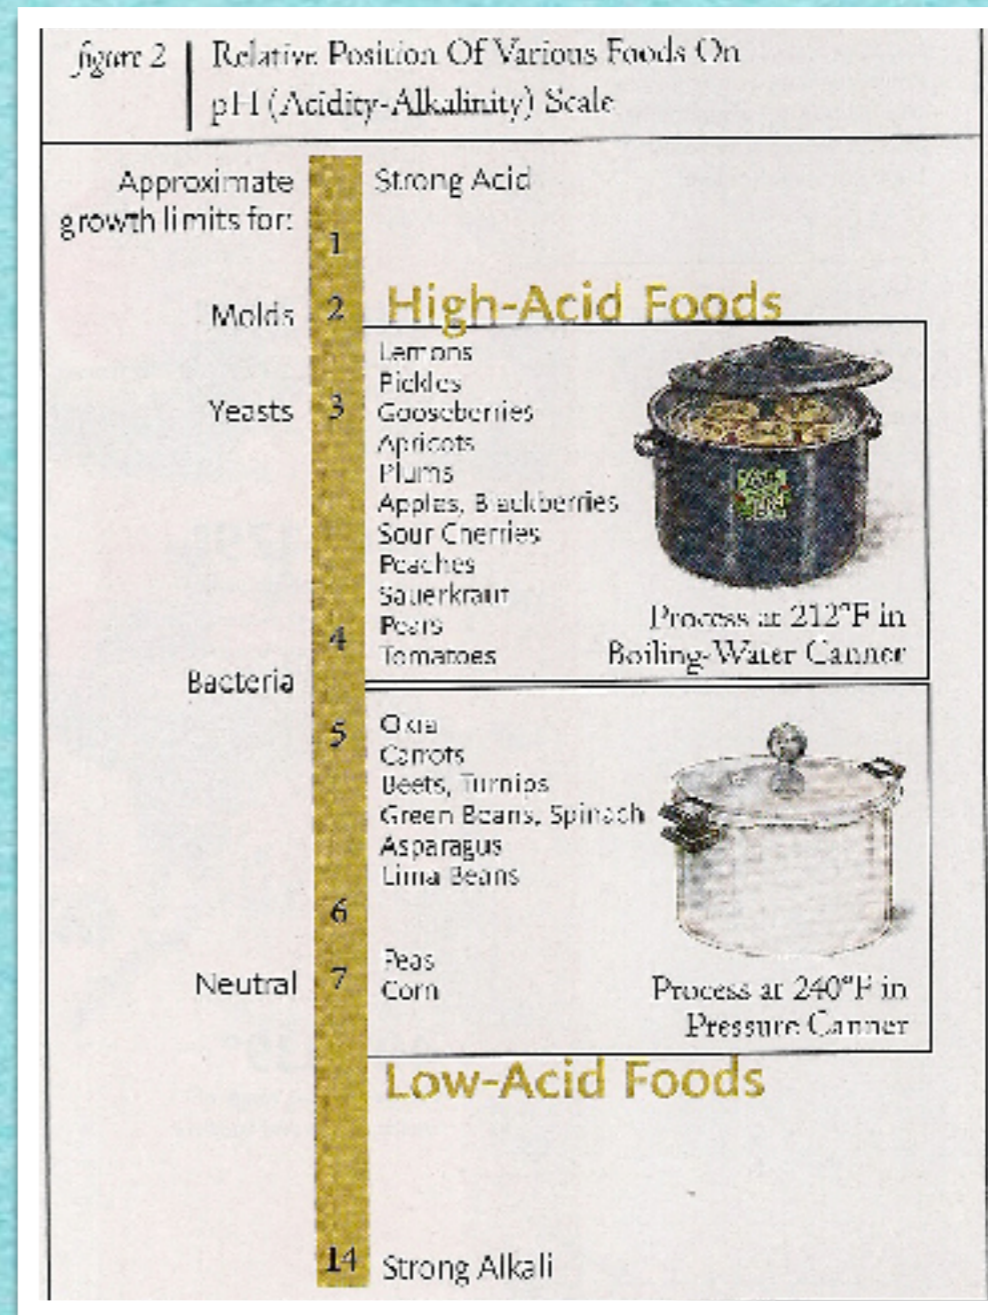 figure 2
Relative Position Of Various Foods On
pH (Acidity-Alkalinity) Scale
Approximate
growth limits for:
Strong Acid
1
Molds
2
High-Acid Foods
Lemons
Pickles
Yeasts
3
Gooseberries
Apricots
Plums
Apples, Blackberries
Sour Cherries
Peaches
Sauerkraut
4
Pears
Tomatoes
Process at 212°F in
Boiling-Water Canner
Bacteria
5
Okra
Carrots
Beets, Turnips
Green Beans, Spinach
Asparagus
Lima Beans
6
Neutral
7
Peas
Corn
Process at 240°F in
Pressure Canner
Low-Acid Foods
14
Strong Alkali